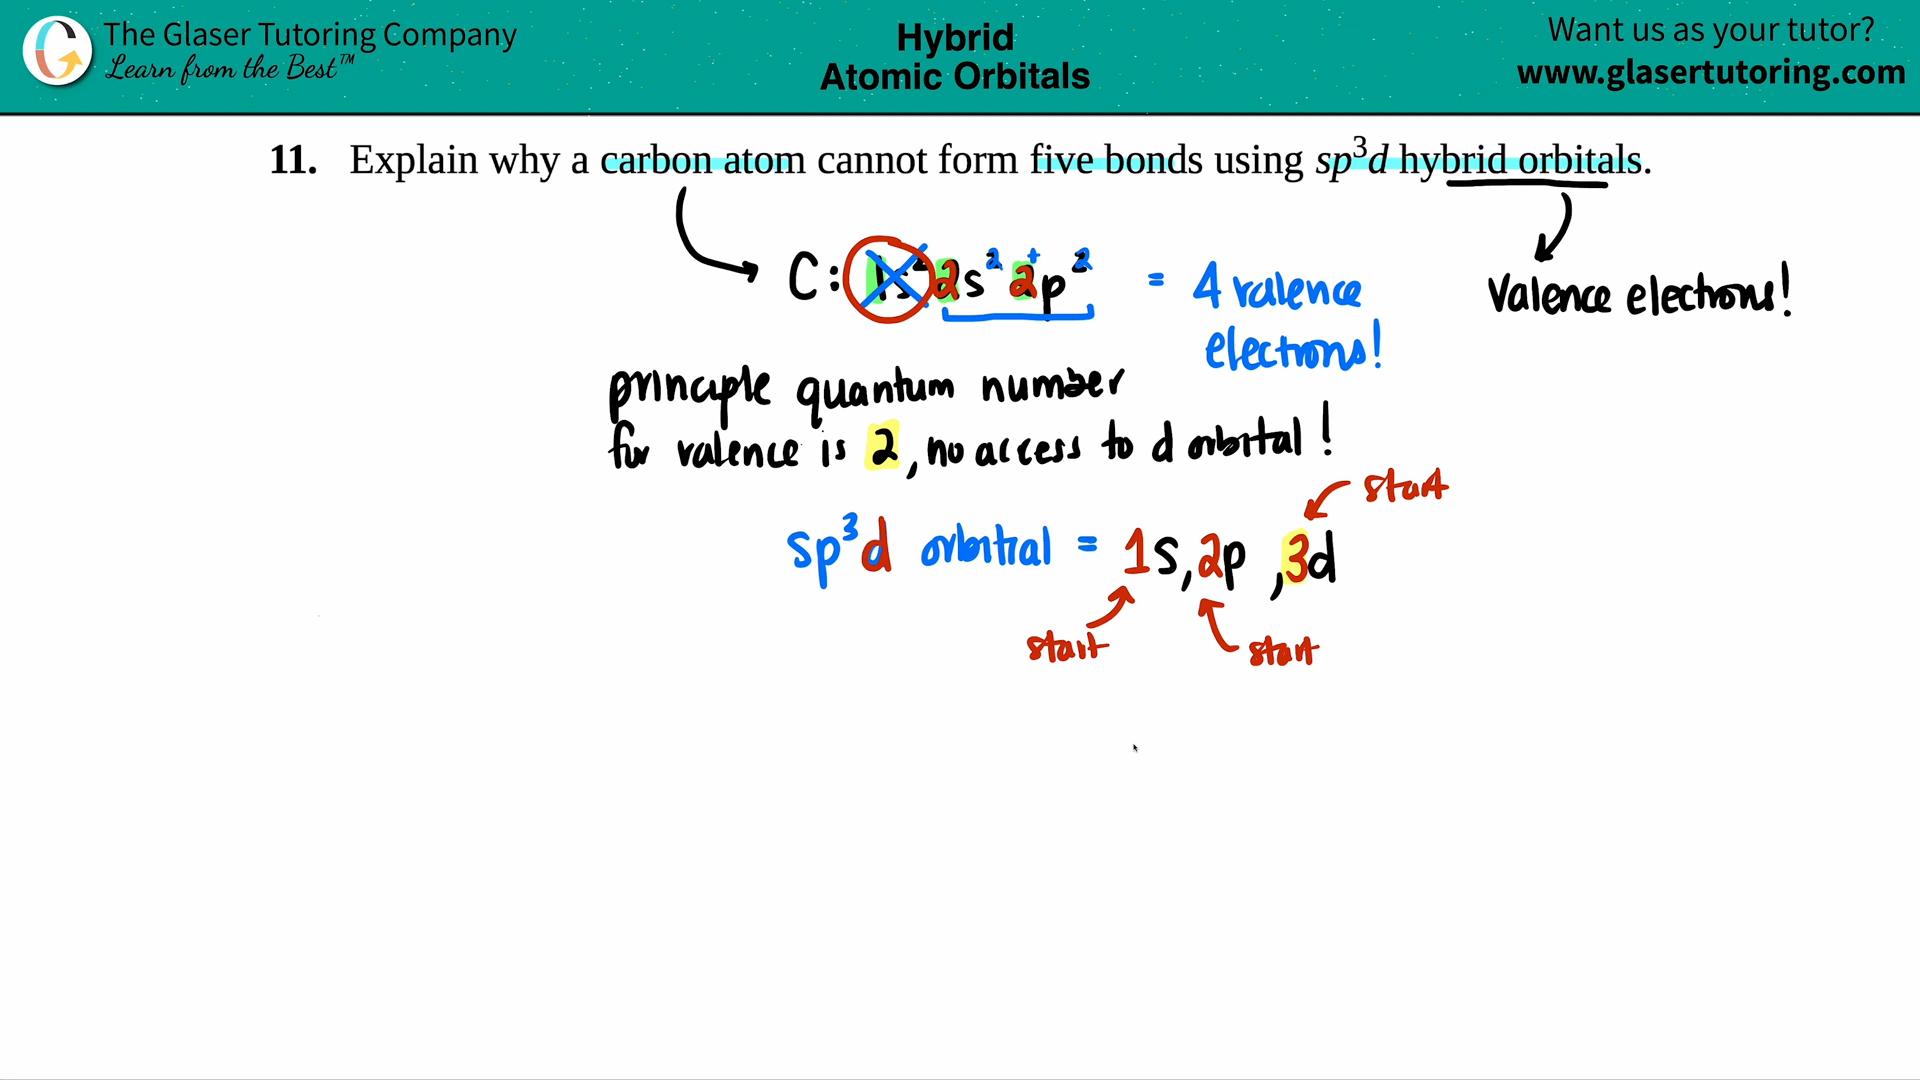 The Glaser Tutoring Company
Learn from the Best™
Hybrid
Atomic Orbitals
Want us as your tutor?
www.glasertutoring.com
11. Explain why a carbon atom cannot form five bonds using sp³d hybrid orbitals.
C: 1s² 2s² 2p² = 4 valence
electrons!
Valence electrons!
2 + 2
principle quantum number
for valence is 2, no access to d orbital!
start
sp³d orbitial = 1s, 2p, 3d
start
start